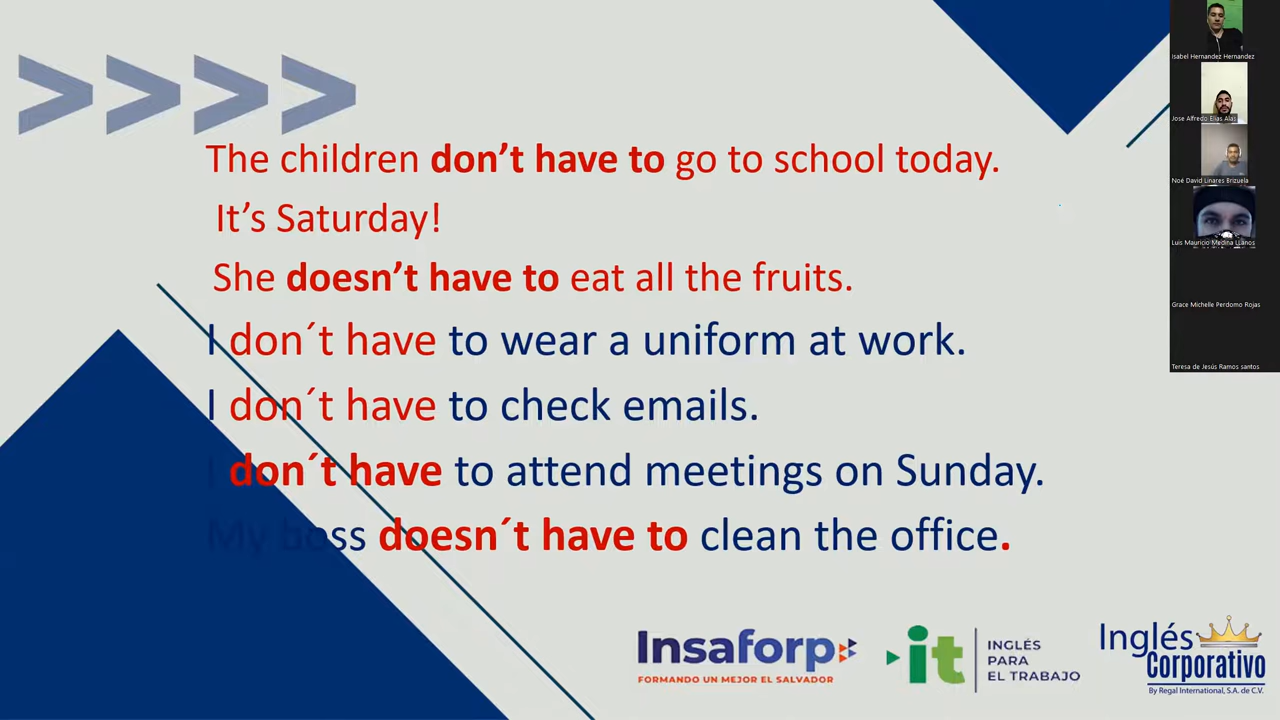 The children don't have to go to school today.
It's Saturday!
She doesn't have to eat all the fruits.
I don´t have to wear a uniform at work.
I don´t have to check emails.
I don´t have to attend meetings on Sunday.
My boss doesn´t have to clean the office.
Insaforp
FORMANDO UN MEJOR EL SALVADOR
it
INGLÉS
PARA
EL TRABAJO
Inglés
Corporativo
By Regal International, S.A. de C.V.
Isabel Hernandez Hernandez
Jose Alfredo Elias Alas
Noé David Linares Brizuela
Luis Mauricio Medina LLanos
Grace Michelle Perdomo Rojas
Teresa de Jesús Ramos santos